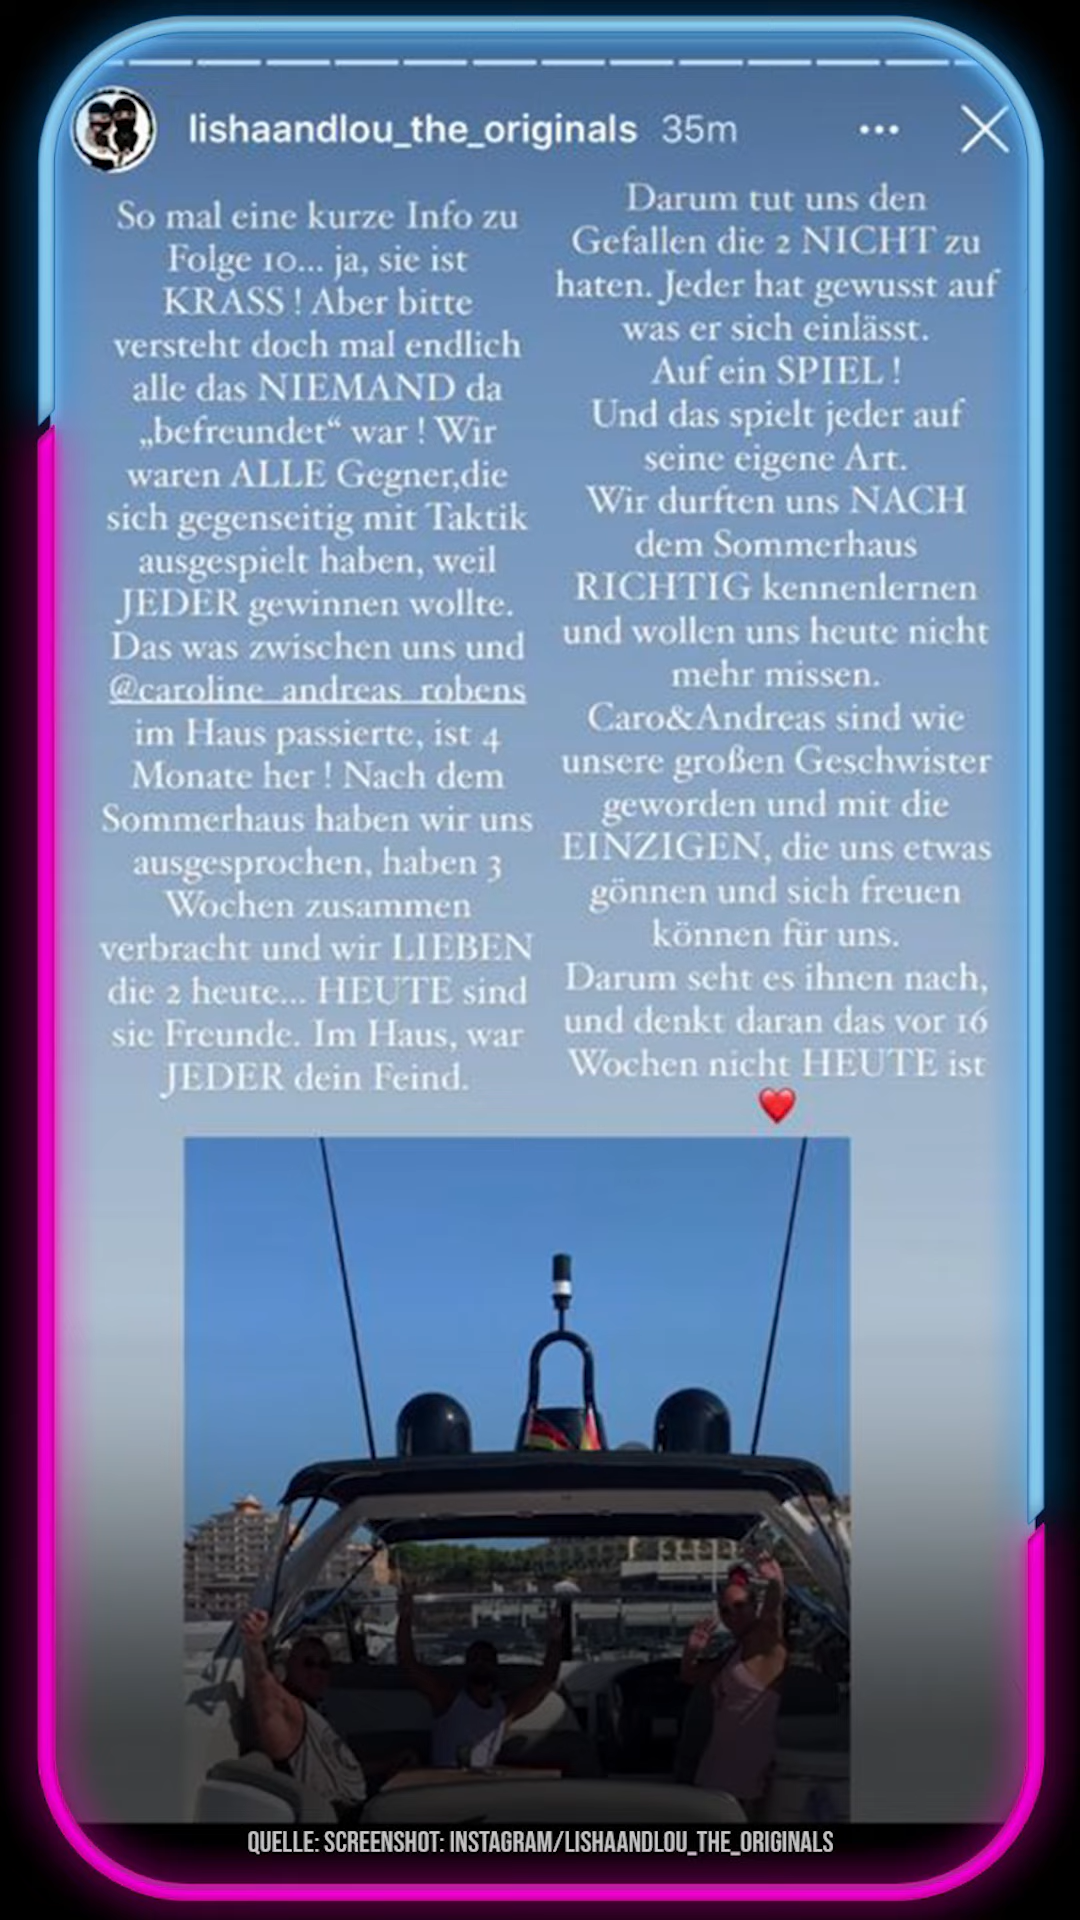 lishaandlou_the_originals 35m
So mal eine kurze Info zu
Folge 10... ja, sie ist
KRASS ! Aber bitte
versteht doch mal endlich
alle das NIEMAND da
„befreundet“ war ! Wir
waren ALLE Gegner,die
sich gegenseitig mit Taktik
ausgespielt haben, weil
JEDER gewinnen wollte.
Das was zwischen uns und
@caroline_andreas_robens
im Haus passierte, ist 4
Monate her ! Nach dem
Sommerhaus haben wir uns
ausgesprochen, haben 3
Wochen zusammen
verbracht und wir LIEBEN
die 2 heute... HEUTE sind
sie Freunde. Im Haus, war
JEDER dein Feind.
Darum tut uns den
Gefallen die 2 NICHT zu
haten. Jeder hat gewusst auf
was er sich einlässt.
Auf ein SPIEL !
Und das spielt jeder auf
seine eigene Art.
Wir durften uns NACH
dem Sommerhaus
RICHTIG kennenlernen
und wollen uns heute nicht
mehr missen.
Caro&Andreas sind wie
unsere großen Geschwister
geworden und mit die
EINZIGEN, die uns etwas
gönnen und sich freuen
können für uns.
Darum seht es ihnen nach,
und denkt daran das vor 16
Wochen nicht HEUTE ist
❤️
QUELLE: SCREENSHOT: INSTAGRAM/LISHAANDLOU_THE_ORIGINALS